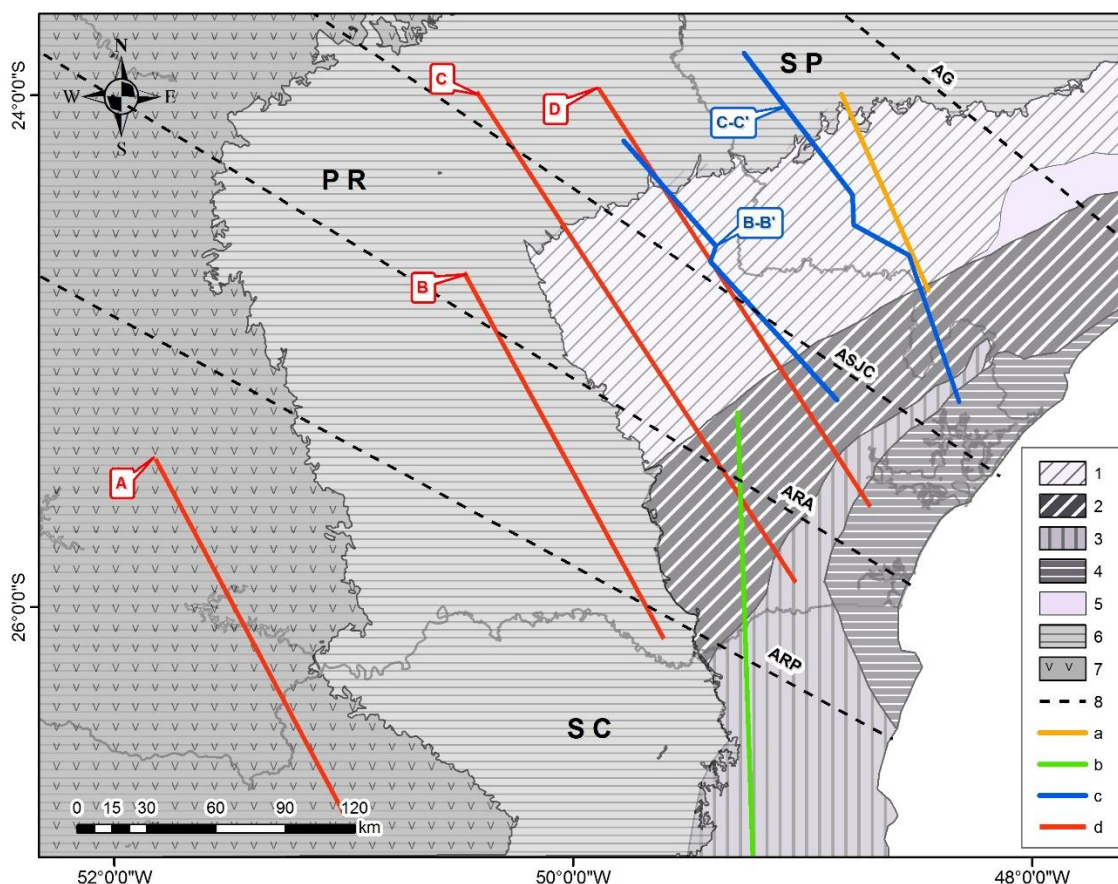 N
W E
S
24°0'0"S
26°0'0"S
C
D
S P
AG
C-C'
P R
B-B'
B
ASJC
A
ARA
ARP
S C
1
2
3
4
5
6
7
8
a
b
c
d
0 15 30 60 90 120
km
52°0'0"W
50°0'0"W
48°0'0"W